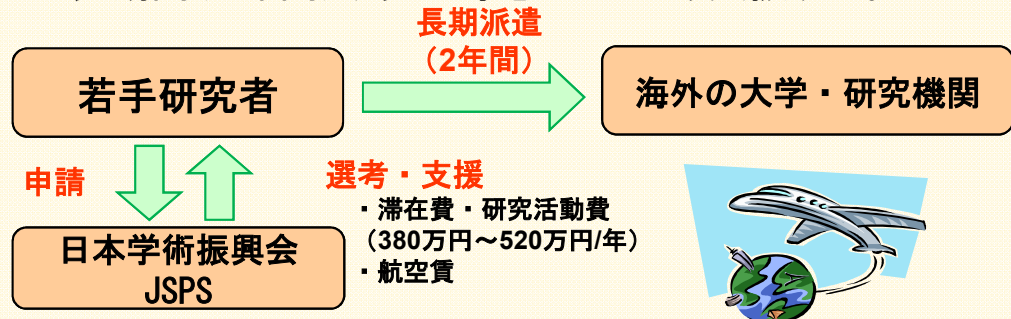 長期派遣
(2年間)
若手研究者
海外の大学・研究機関
申請
選考・支援
・滞在費・研究活動費
(380万円~520万円/年)
・航空賃
日本学術振興会
JSPS